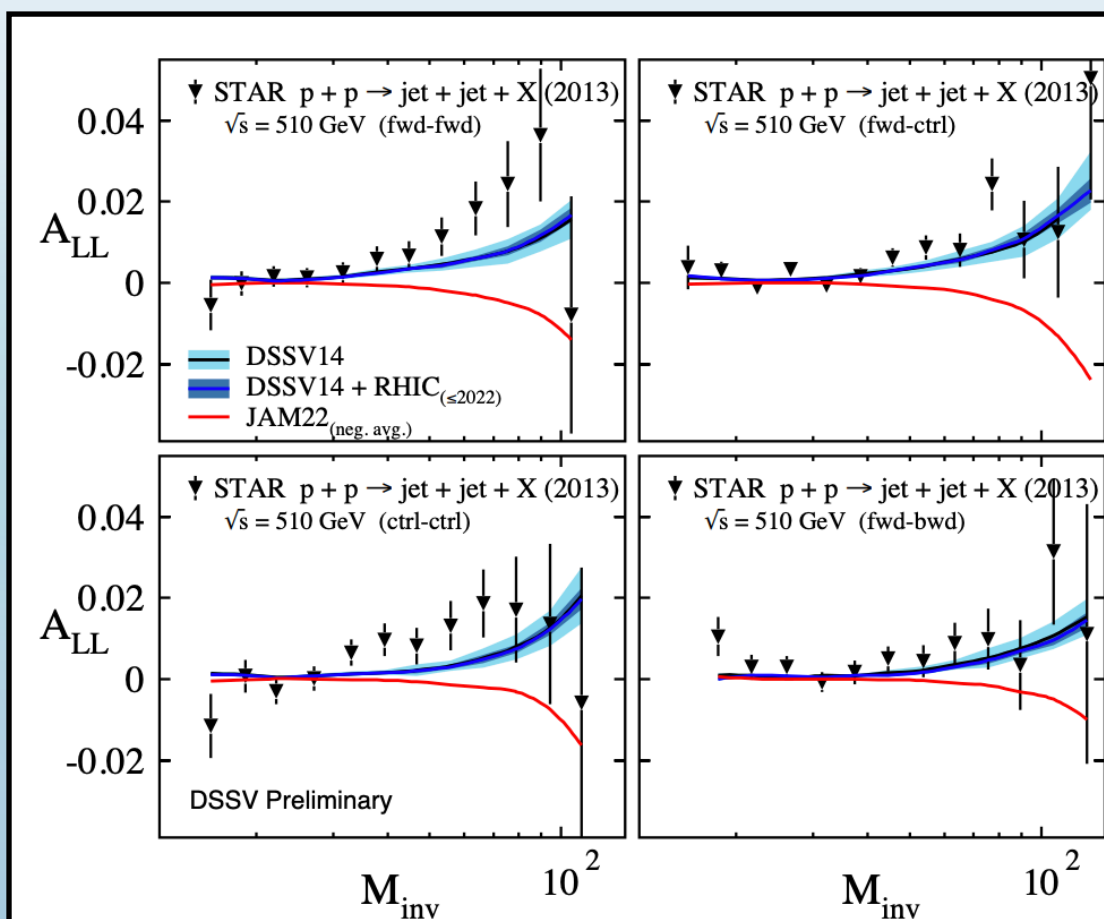 STAR p + p → jet + jet + X (2013)
√s = 510 GeV (fwd-fwd)
STAR p + p → jet + jet + X (2013)
√s = 510 GeV (fwd-ctrl)
0.04
0.02
A_LL
0
-0.02
DSSV14
DSSV14 + RHIC(≤2022)
JAM22(neg. avg.)
STAR p + p → jet + jet + X (2013)
√s = 510 GeV (ctrl-ctrl)
STAR p + p → jet + jet + X (2013)
√s = 510 GeV (fwd-bwd)
0.04
0.02
A_LL
0
-0.02
DSSV Preliminary
M_inv
10^2
M_inv
10^2